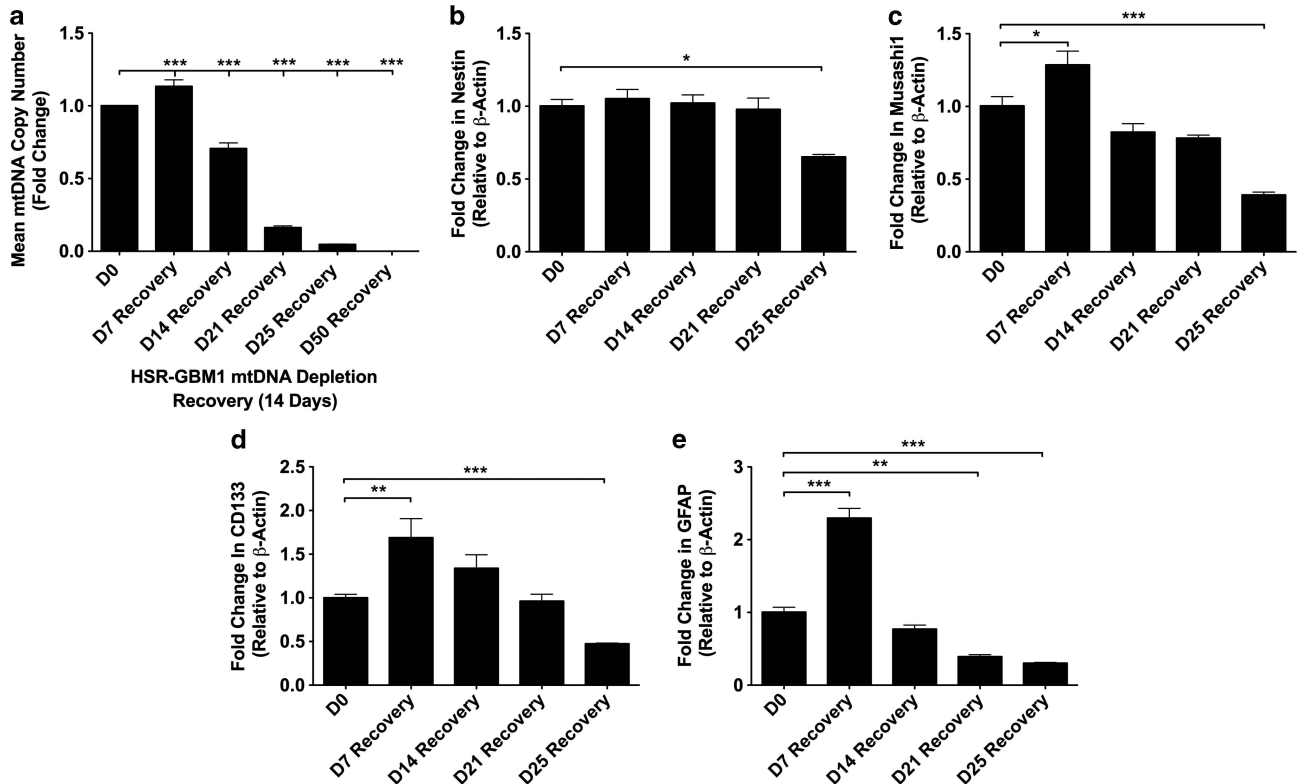 a
Mean mtDNA Copy Number
(Fold Change)
1.5
1.0
0.5
0.0
*** *** *** *** ***
D0
D7 Recovery
D14 Recovery
D21 Recovery
D25 Recovery
D50 Recovery
HSR-GBM1 mtDNA Depletion
Recovery (14 Days)
b
Fold Change in Nestin
(Relative to β-Actin)
1.5
1.0
0.5
0.0
*
D0
D7 Recovery
D14 Recovery
D21 Recovery
D25 Recovery
c
Fold Change In Musashi1
(Relative to β-Actin)
1.5
1.0
0.5
0.0
***
*
D0
D7 Recovery
D14 Recovery
D21 Recovery
D25 Recovery
d
Fold Change In CD133
(Relative to β-Actin)
2.5
2.0
1.5
1.0
0.5
0.0
***
**
D0
D7 Recovery
D14 Recovery
D21 Recovery
D25 Recovery
e
Fold Change in GFAP
(Relative to β-Actin)
3
2
1
0
***
**
***
D0
D7 Recovery
D14 Recovery
D21 Recovery
D25 Recovery